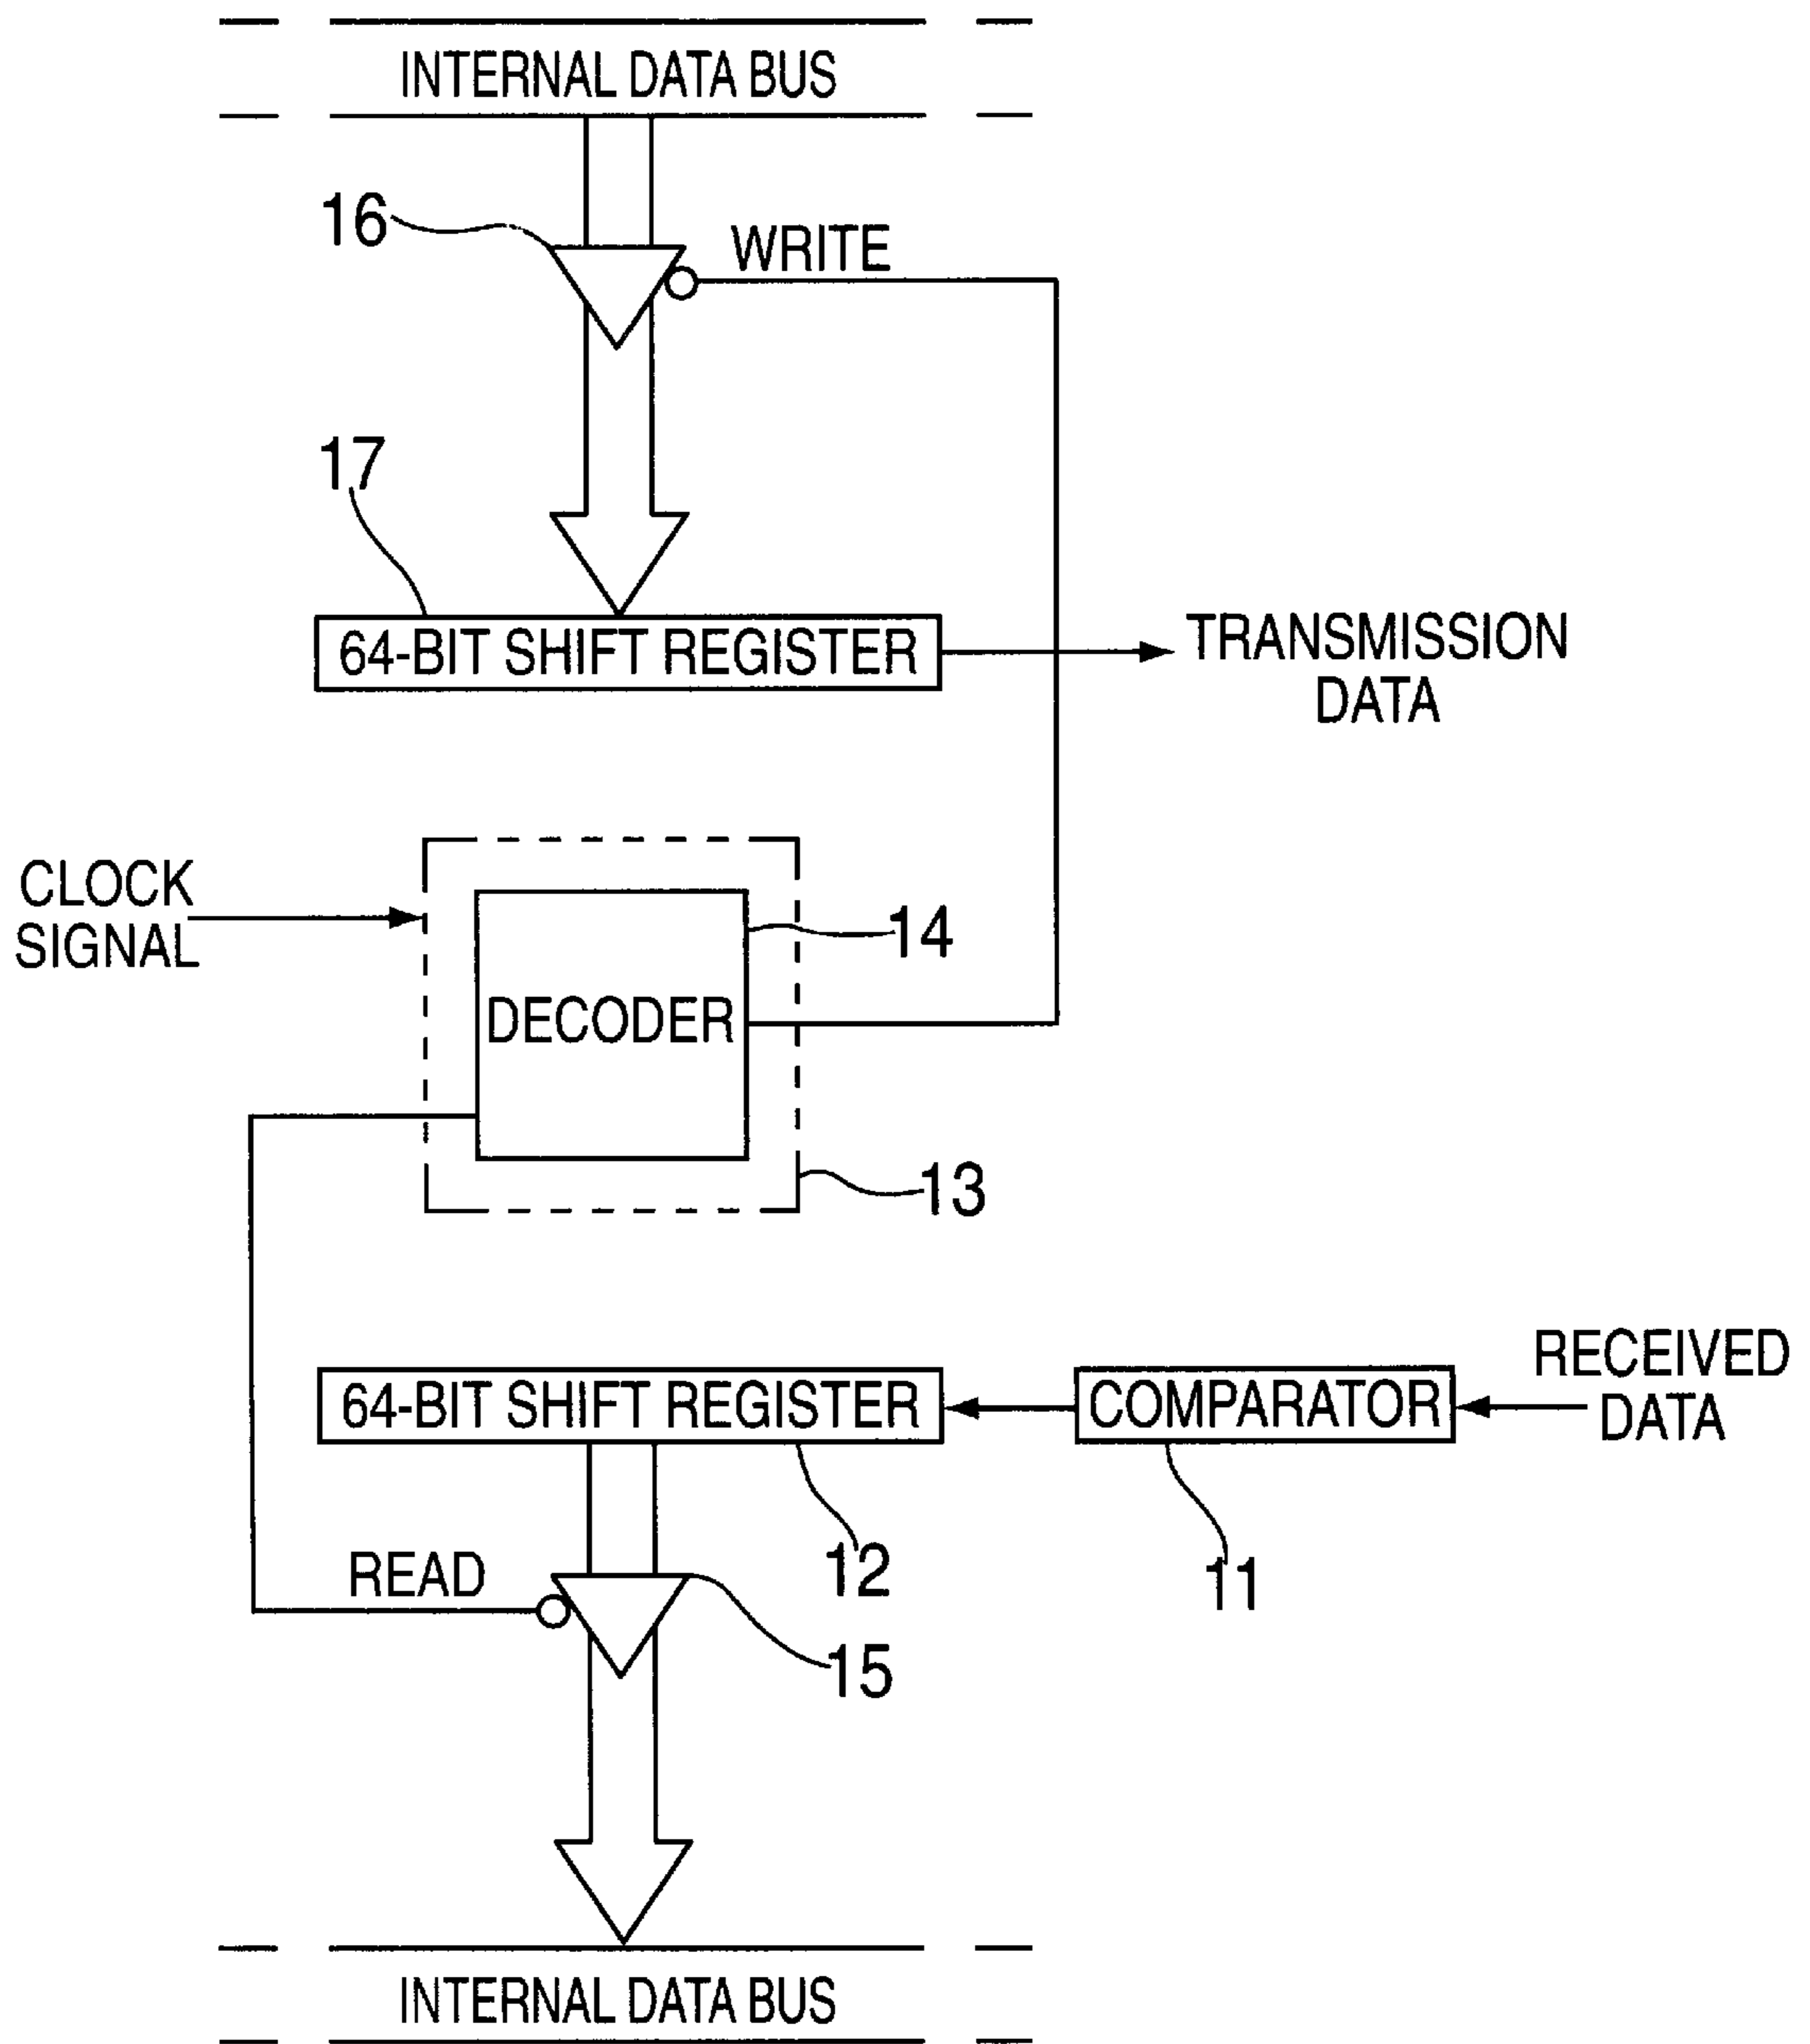 INTERNAL DATA BUS
16
WRITE
17
64-BIT SHIFT REGISTER
TRANSMISSION
DATA
CLOCK
SIGNAL
14
DECODER
13
RECEIVED
DATA
64-BIT SHIFT REGISTER
COMPARATOR
READ
12
11
15
INTERNAL DATA BUS